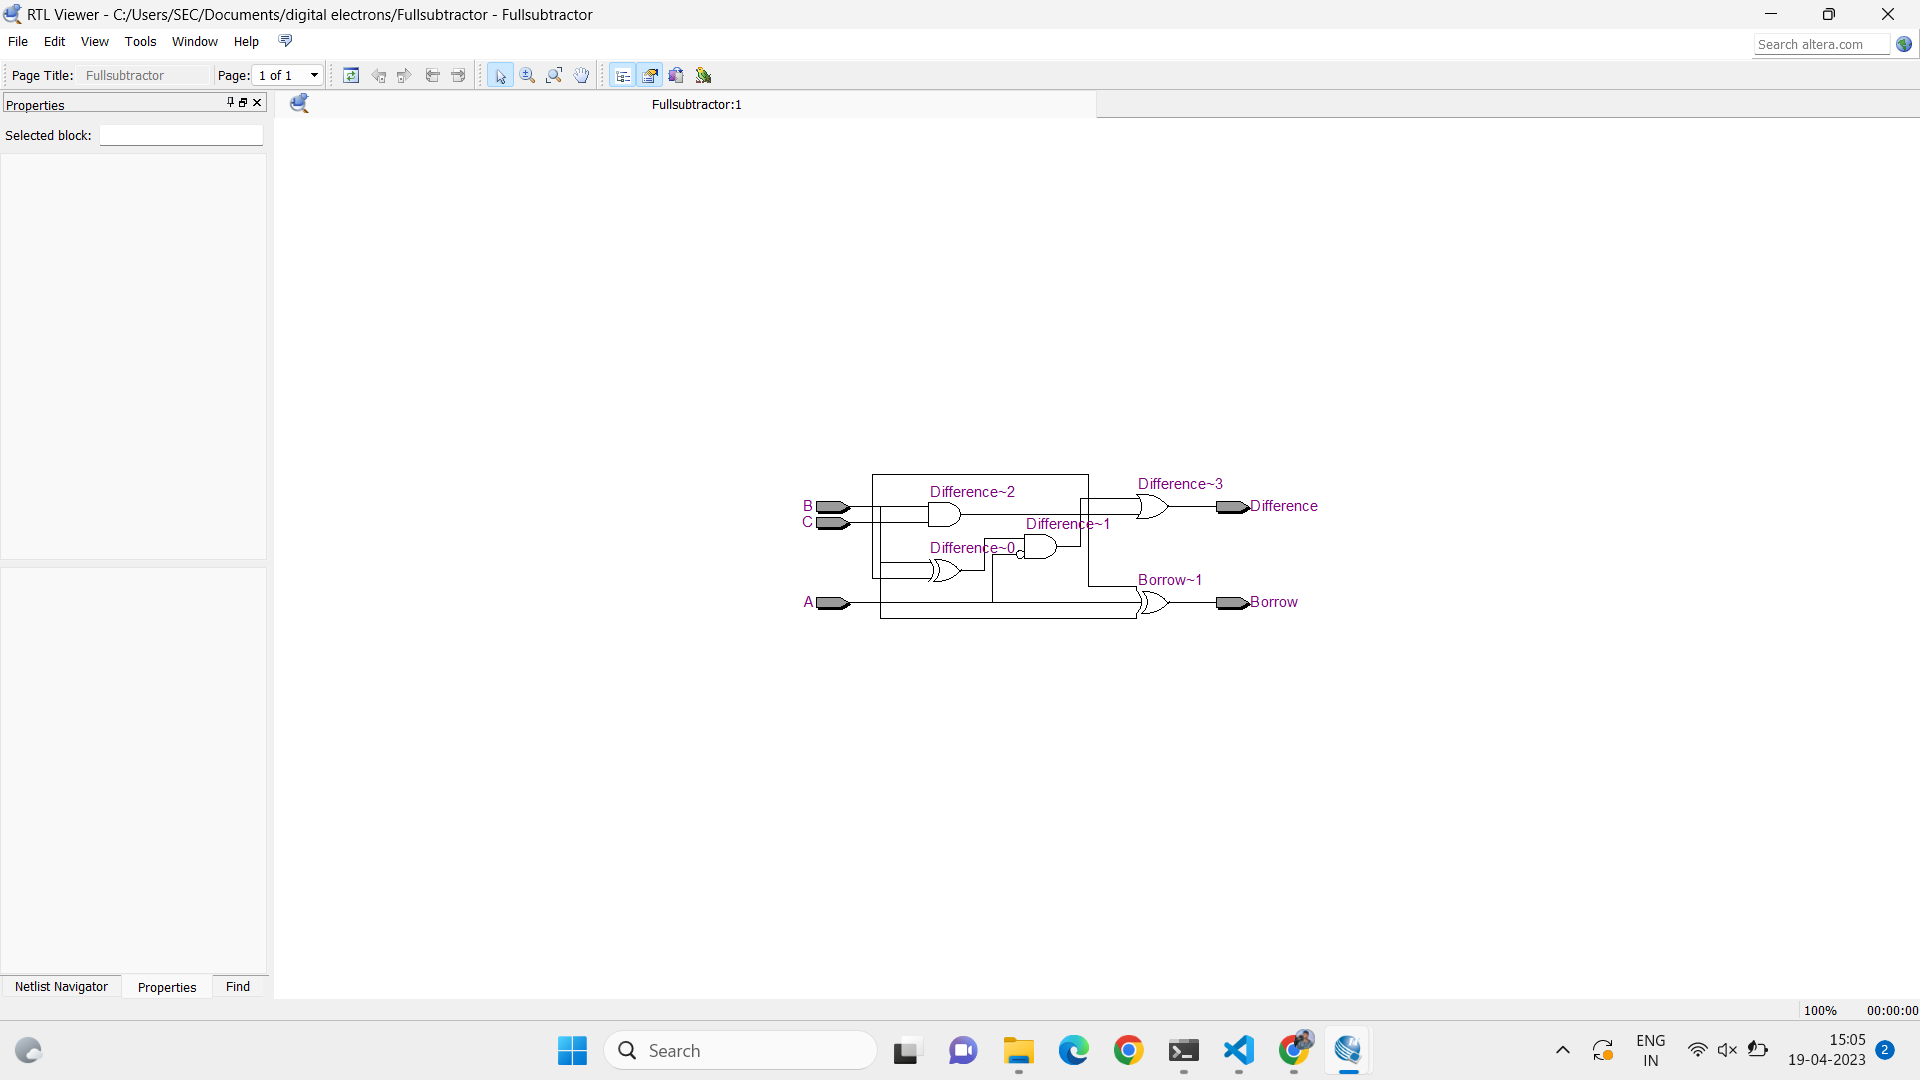 RTL Viewer - C:/Users/SEC/Documents/digital electrons/Fullsubtractor - Fullsubtractor
File Edit View Tools Window Help
Search altera.com
Page Title: Fullsubtractor Page: 1 of 1
Properties
Fullsubtractor:1
Selected block:
Difference~3
Difference~2
B
Difference
C
Difference~1
Difference~0
Borrow~1
A
Borrow
Netlist Navigator Properties Find
100% 00:00:00
Search
ENG
IN
15:05
19-04-2023
2